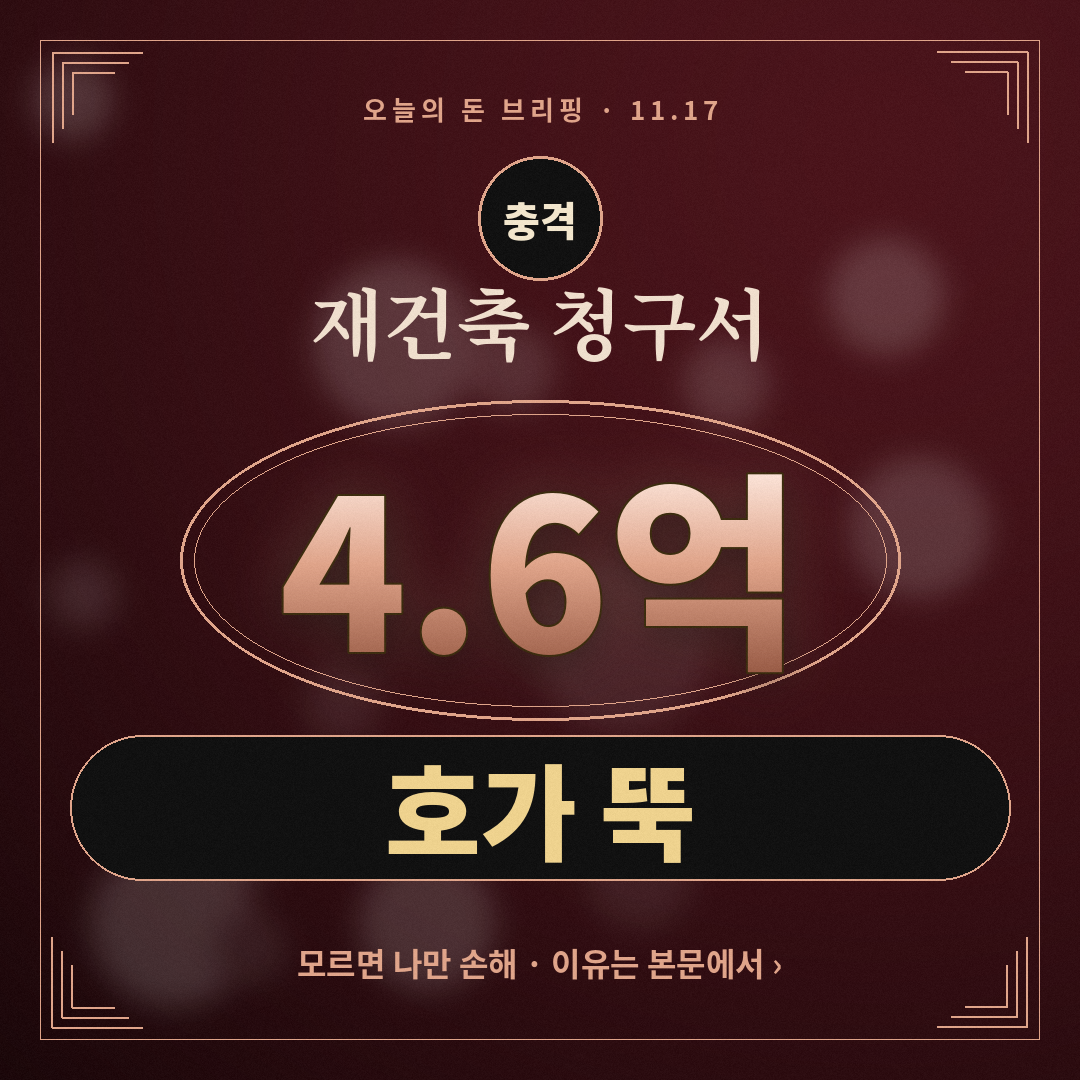 오늘의 돈 브리핑 · 11.17
충격
재건축 청구서
4.6억
호가 뚝
모르면 나만 손해 · 이유는 본문에서 ›